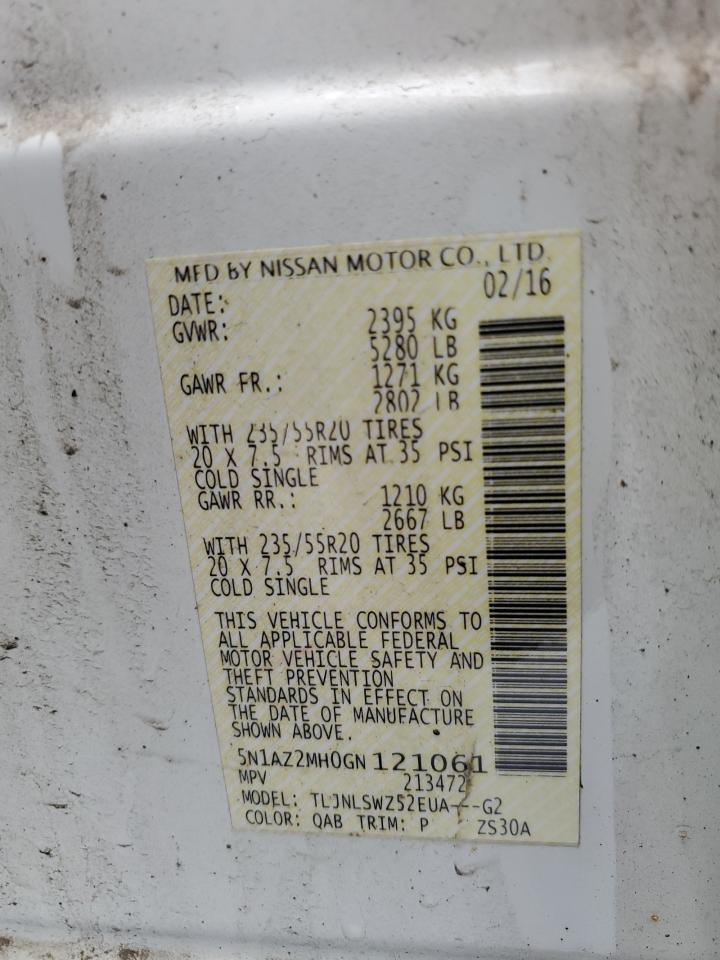 MFD BY NISSAN MOTOR CO., LTD.
DATE: 02/16
GVWR: 2395 KG
5280 LB
GAWR FR.: 1271 KG
2802 LB
WITH 235/55R20 TIRES
20 X 7.5 RIMS AT 35 PSI
COLD SINGLE
GAWR RR.: 1210 KG
2667 LB
WITH 235/55R20 TIRES
20 X 7.5 RIMS AT 35 PSI
COLD SINGLE
THIS VEHICLE CONFORMS TO
ALL APPLICABLE FEDERAL
MOTOR VEHICLE SAFETY AND
THEFT PREVENTION
STANDARDS IN EFFECT ON
THE DATE OF MANUFACTURE
SHOWN ABOVE.
5N1AZ2MH0GN121061
MPV 213472
MODEL: TLJNLSWZ52EUA---G2
COLOR: QAB TRIM: P ZS30A